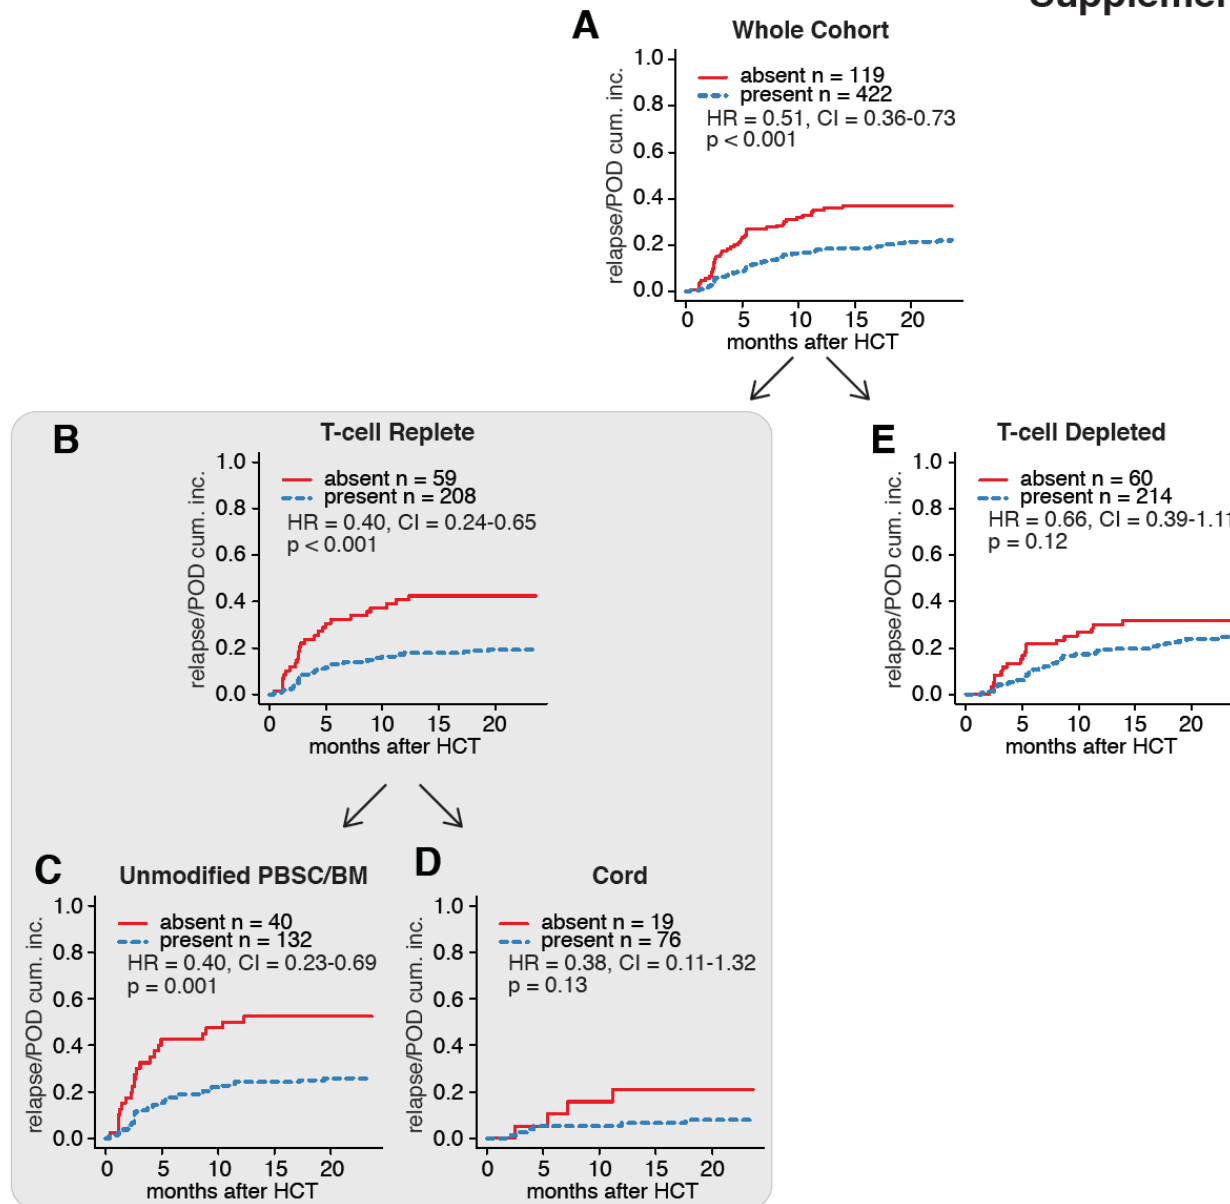 Supplemen
A
Whole Cohort
relapse/POD cum. inc.
1.0
0.8
0.6
0.4
0.2
0.0
absent n = 119
present n = 422
HR = 0.51, CI = 0.36-0.73
p < 0.001
0 5 10 15 20
months after HCT
B
T-cell Replete
relapse/POD cum. inc.
1.0
0.8
0.6
0.4
0.2
0.0
absent n = 59
present n = 208
HR = 0.40, CI = 0.24-0.65
p < 0.001
0 5 10 15 20
months after HCT
E
T-cell Depleted
relapse/POD cum. inc.
1.0
0.8
0.6
0.4
0.2
0.0
absent n = 60
present n = 214
HR = 0.66, CI = 0.39-1.11
p = 0.12
0 5 10 15 20
months after HCT
C
Unmodified PBSC/BM
relapse/POD cum. inc.
1.0
0.8
0.6
0.4
0.2
0.0
absent n = 40
present n = 132
HR = 0.40, CI = 0.23-0.69
p = 0.001
0 5 10 15 20
months after HCT
D
Cord
relapse/POD cum. inc.
1.0
0.8
0.6
0.4
0.2
0.0
absent n = 19
present n = 76
HR = 0.38, CI = 0.11-1.32
p = 0.13
0 5 10 15 20
months after HCT